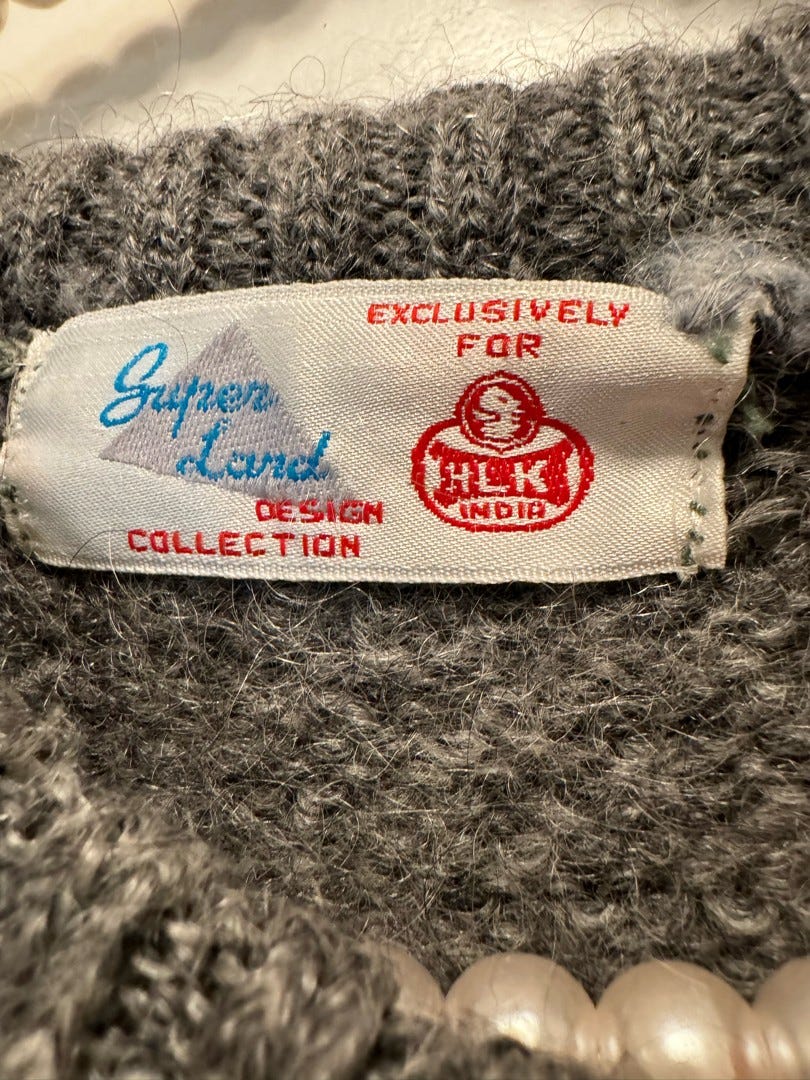 Super
Land
DESIGN
COLLECTION
EXCLUSIVELY
FOR
HLK
INDIA